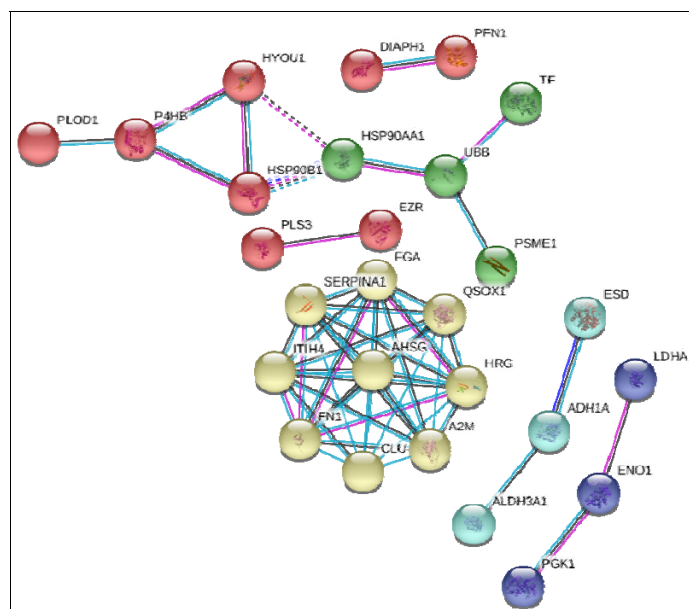 PFN1
DIAPH1
HYOU1
TF
P4HB
PLOD1
HSP90AA1
UBB
HSP90B1
EZR
PLS3
PSME1
FGA
SERPINA1
QSOX1
ESD
ITIH4
AHSG
HRG
LDHA
FN1
A2M
ADH1A
CLU
ENO1
ALDH3A1
PGK1